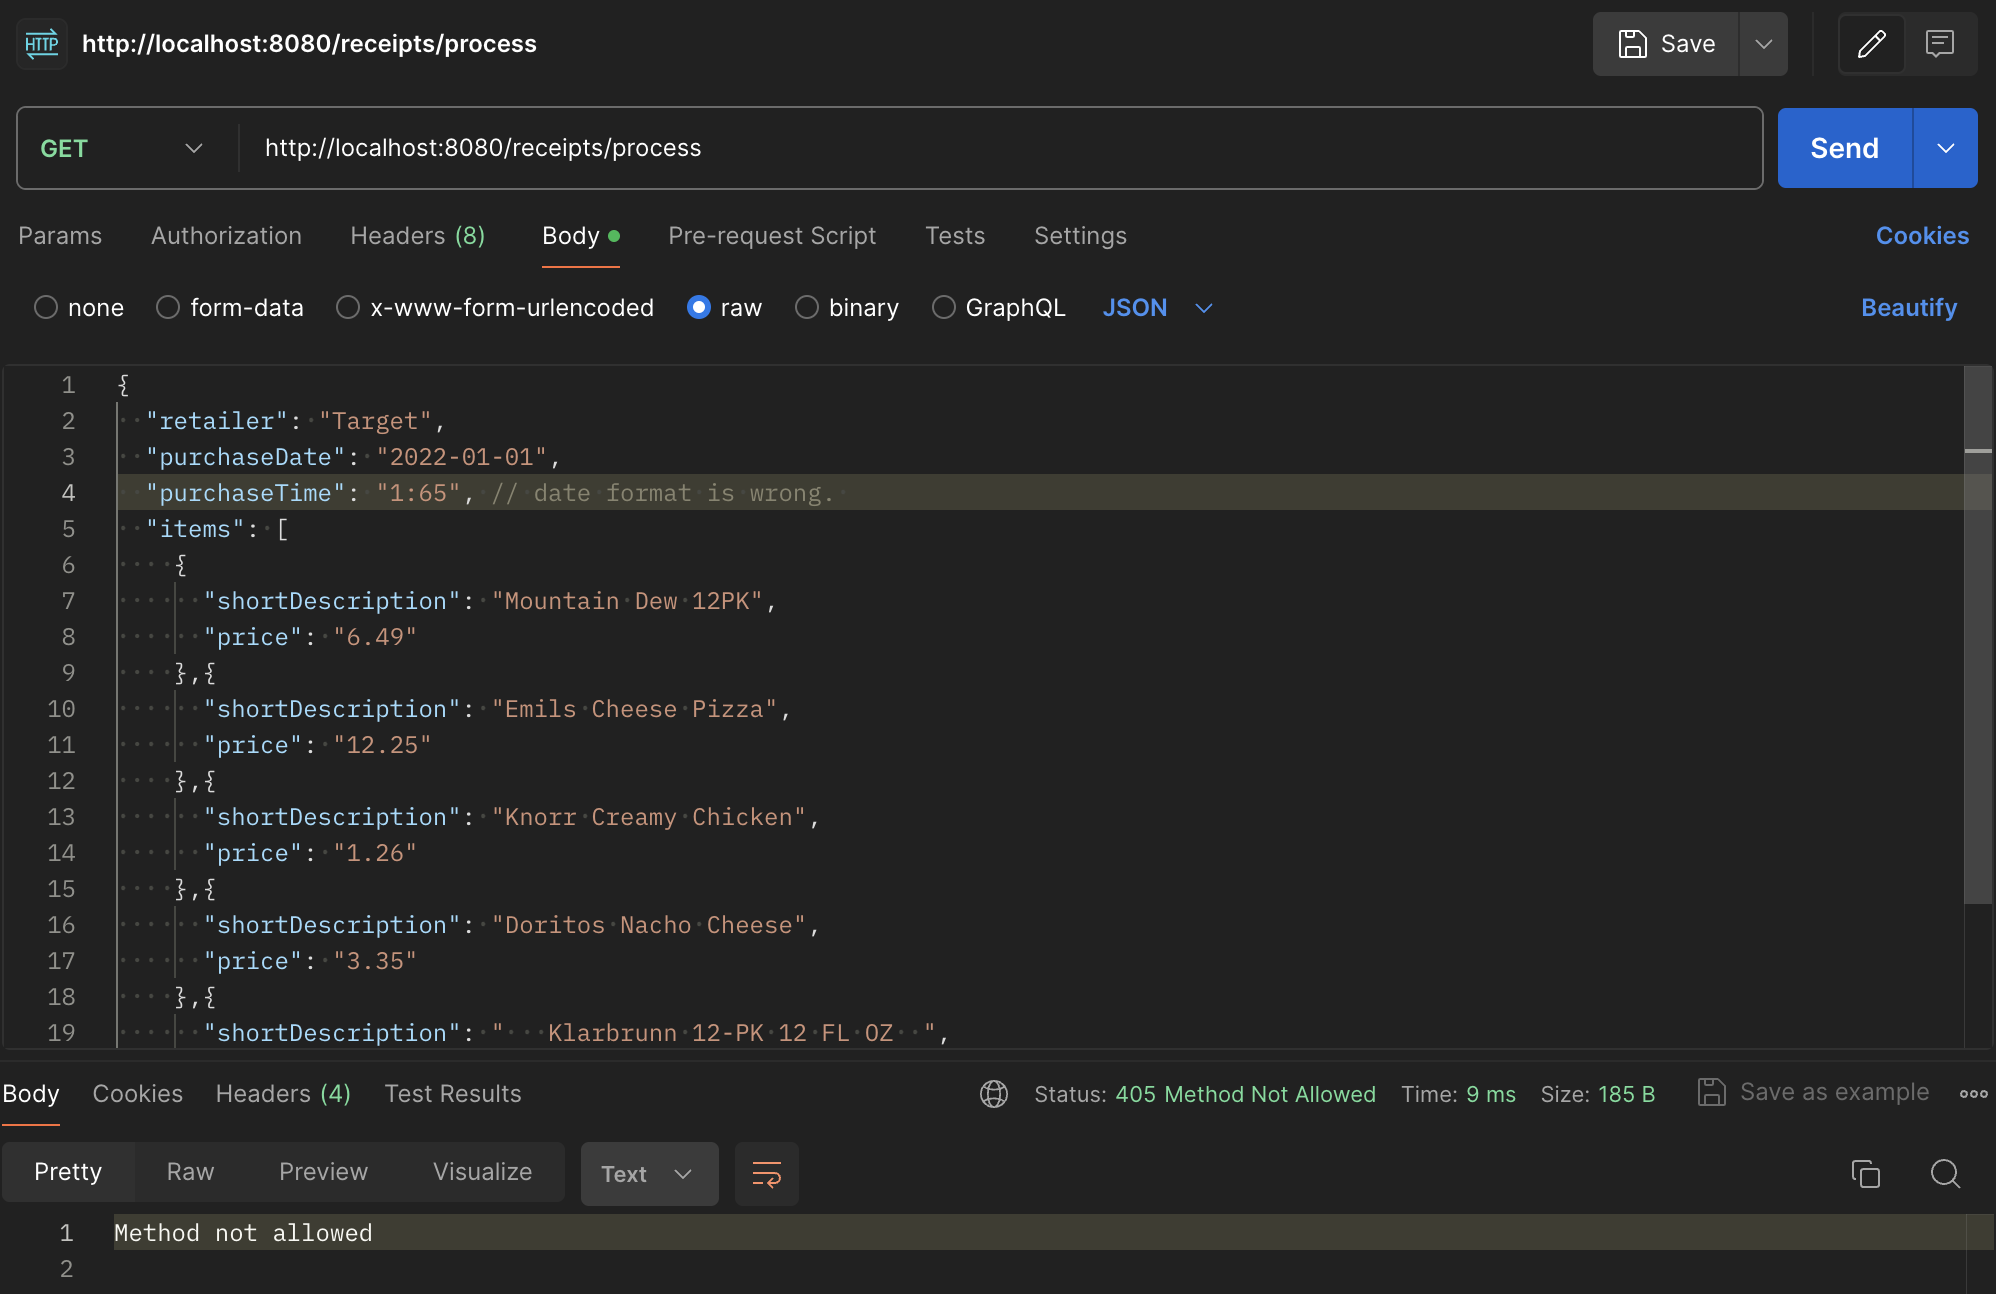 HTTP http://localhost:8080/receipts/process Save
GET http://localhost:8080/receipts/process Send
Params Authorization Headers (8) Body Pre-request Script Tests Settings Cookies
none form-data x-www-form-urlencoded raw binary GraphQL JSON Beautify
1 {
2 "retailer": "Target",
3 "purchaseDate": "2022-01-01",
4 "purchaseTime": "1:65", // date format is wrong.
5 "items": [
6 {
7 "shortDescription": "Mountain Dew 12PK",
8 "price": "6.49"
9 },{
10 "shortDescription": "Emils Cheese Pizza",
11 "price": "12.25"
12 },{
13 "shortDescription": "Knorr Creamy Chicken",
14 "price": "1.26"
15 },{
16 "shortDescription": "Doritos Nacho Cheese",
17 "price": "3.35"
18 },{
19 "shortDescription": "   Klarbrunn 12-PK 12 FL OZ  ",
Body Cookies Headers (4) Test Results Status: 405 Method Not Allowed Time: 9 ms Size: 185 B Save as example
Pretty Raw Preview Visualize Text
1 Method not allowed
2